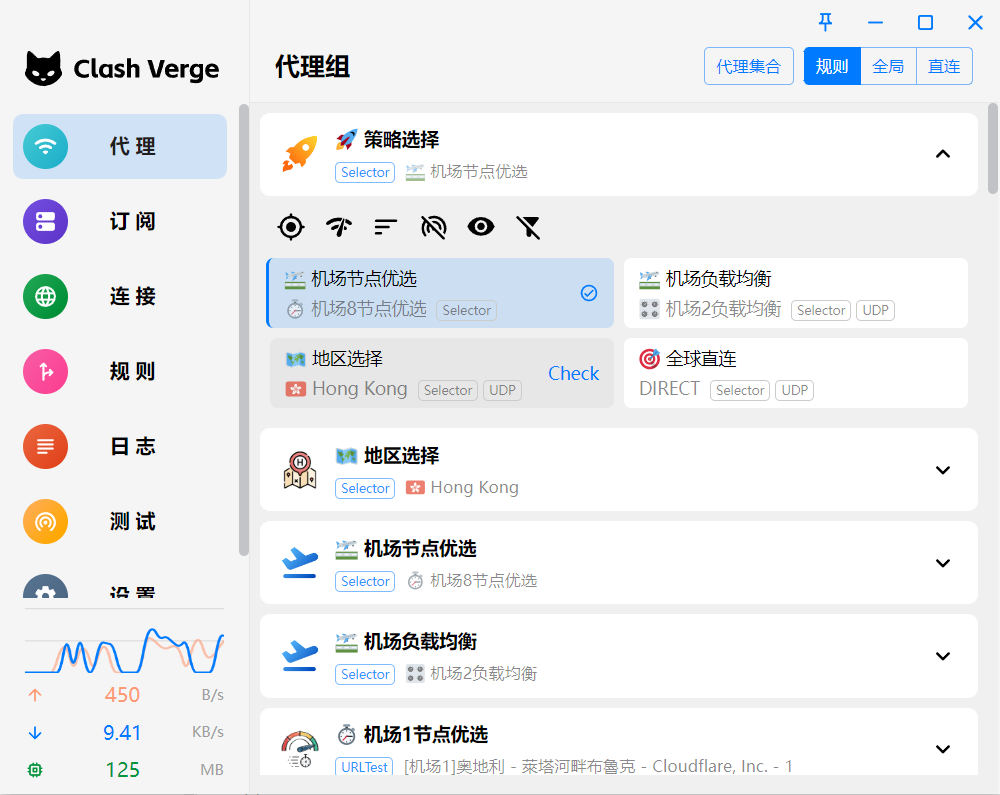 Clash Verge
代理
订阅
连接
规则
日志
测试
设置
450 B/s
9.41 KB/s
125 MB
代理组
代理集合 规则 全局 直连
策略选择
Selector 机场节点优选
机场节点优选
机场8节点优选 Selector
机场负载均衡
机场2负载均衡 Selector UDP
地区选择
Hong Kong Selector UDP
Check
全球直连
DIRECT Selector UDP
地区选择
Selector Hong Kong
机场节点优选
Selector 机场8节点优选
机场负载均衡
Selector 机场2负载均衡
机场1节点优选
URLTest [机场1]奥地利 - 萊塔河畔布魯克 - Cloudflare, Inc. - 1